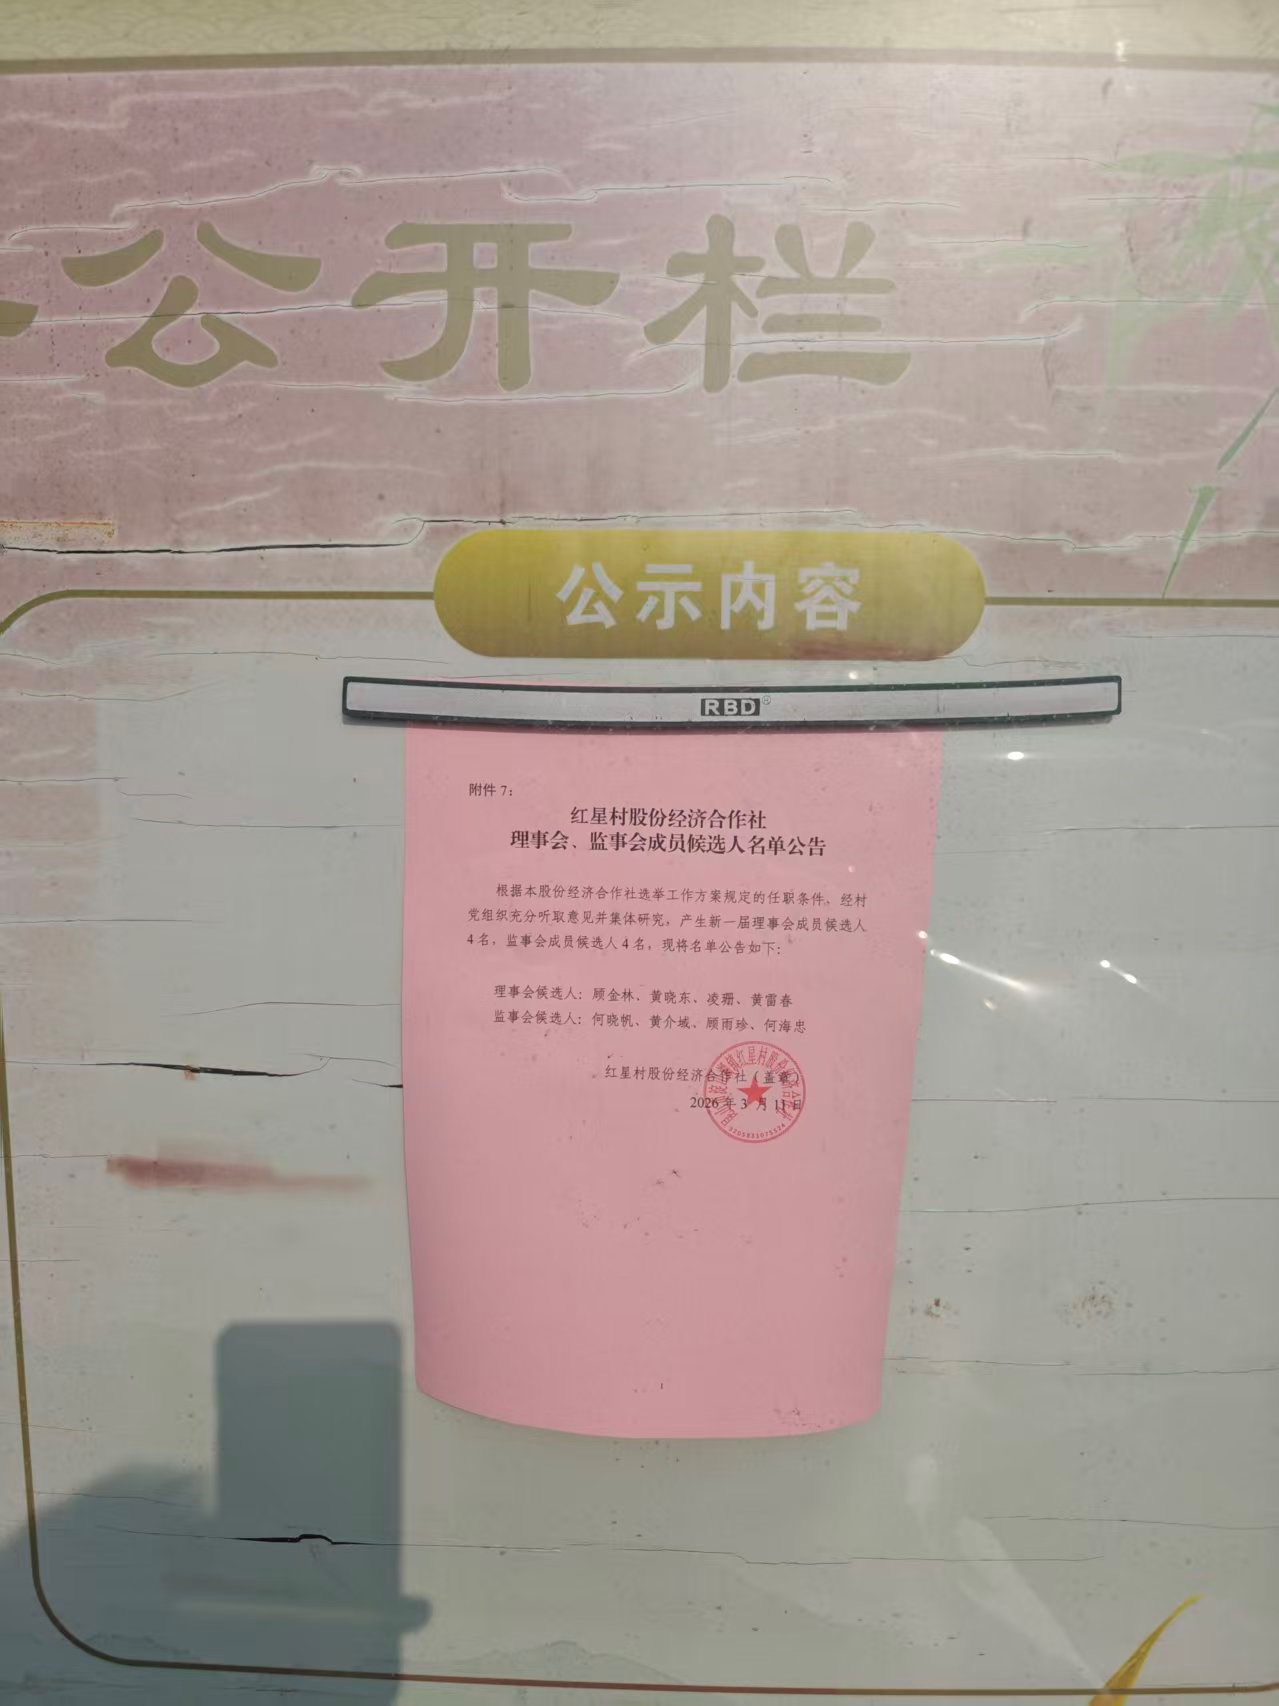 公开栏
公示内容
RBD
附件 7：
红星村股份经济合作社
理事会、监事会成员候选人名单公告
根据本股份经济合作社选举工作方案规定的任职条件，经村
党组织充分听取意见并集体研究，产生新一届理事会成员候选人
4 名，监事会成员候选人 4 名，现将名单公告如下：
理事会候选人：顾金林、黄晓东、凌珊、黄雷春
监事会候选人：何晓帆、黄介域、顾雨珍、何海忠
红星村股份经济合作社（盖章）
2026 年 3 月 11 日
1